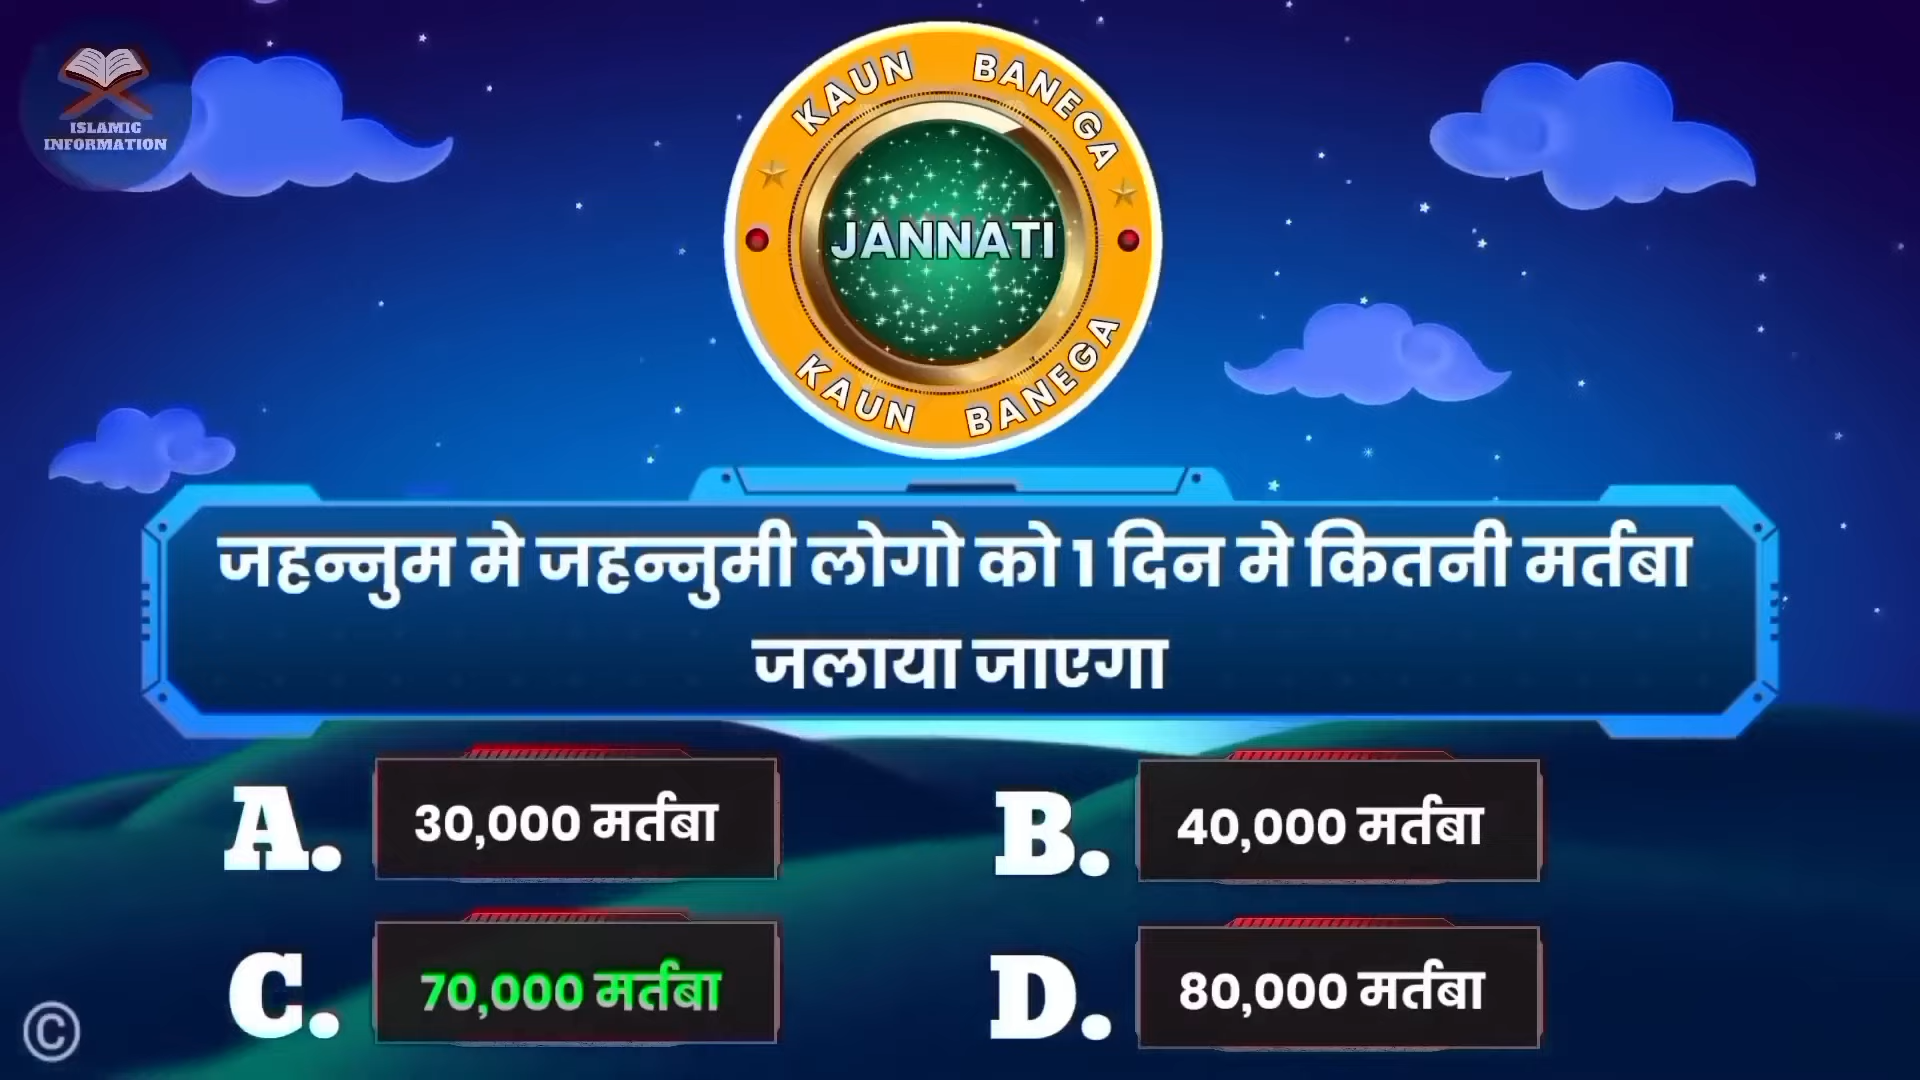 ISLAMIC
INFORMATION
KAUN BANEGA
JANNATI
KAUN BANEGA
जहन्नुम मे जहन्नुमी लोगो को 1 दिन मे कितनी मर्तबा
जलाया जाएगा
A. 30,000 मर्तबा
B. 40,000 मर्तबा
C. 70,000 मर्तबा
D. 80,000 मर्तबा
©